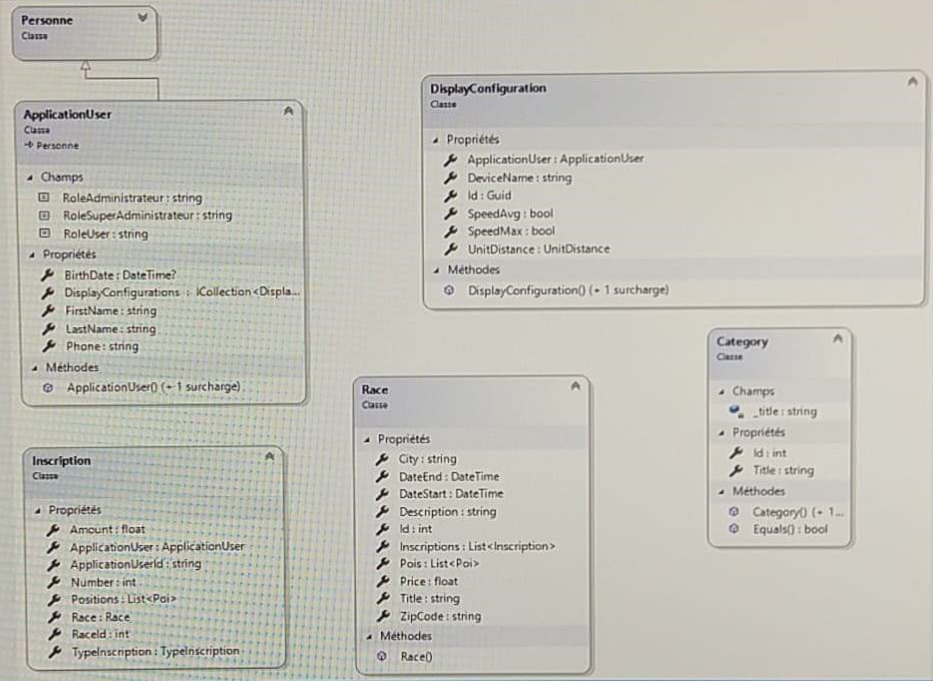 Personne
Classe
ApplicationUser
Classe
Personne
Champs
RoleAdministrateur : string
RoleSuperAdministrateur : string
RoleUser : string
Propriétés
BirthDate : DateTime?
DisplayConfigurations : ICollection<Displa...
FirstName : string
LastName : string
Phone : string
Méthodes
ApplicationUser() (+ 1 surcharge)
DisplayConfiguration
Classe
Propriétés
ApplicationUser : ApplicationUser
DeviceName : string
Id : Guid
SpeedAvg : bool
SpeedMax : bool
UnitDistance : UnitDistance
Méthodes
DisplayConfiguration() (+ 1 surcharge)
Category
Classe
Champs
_title : string
Propriétés
Id : int
Title : string
Méthodes
Category() (+ 1...
Equals() : bool
Race
Classe
Propriétés
City : string
DateEnd : DateTime
DateStart : DateTime
Description : string
Id : int
Inscriptions : List<Inscription>
Pois : List<Poi>
Price : float
Title : string
ZipCode : string
Méthodes
Race()
Inscription
Classe
Propriétés
Amount : float
ApplicationUser : ApplicationUser
ApplicationUserId : string
Number : int
Positions : List<Poi>
Race : Race
RaceId : int
TypeInscription : TypeInscription